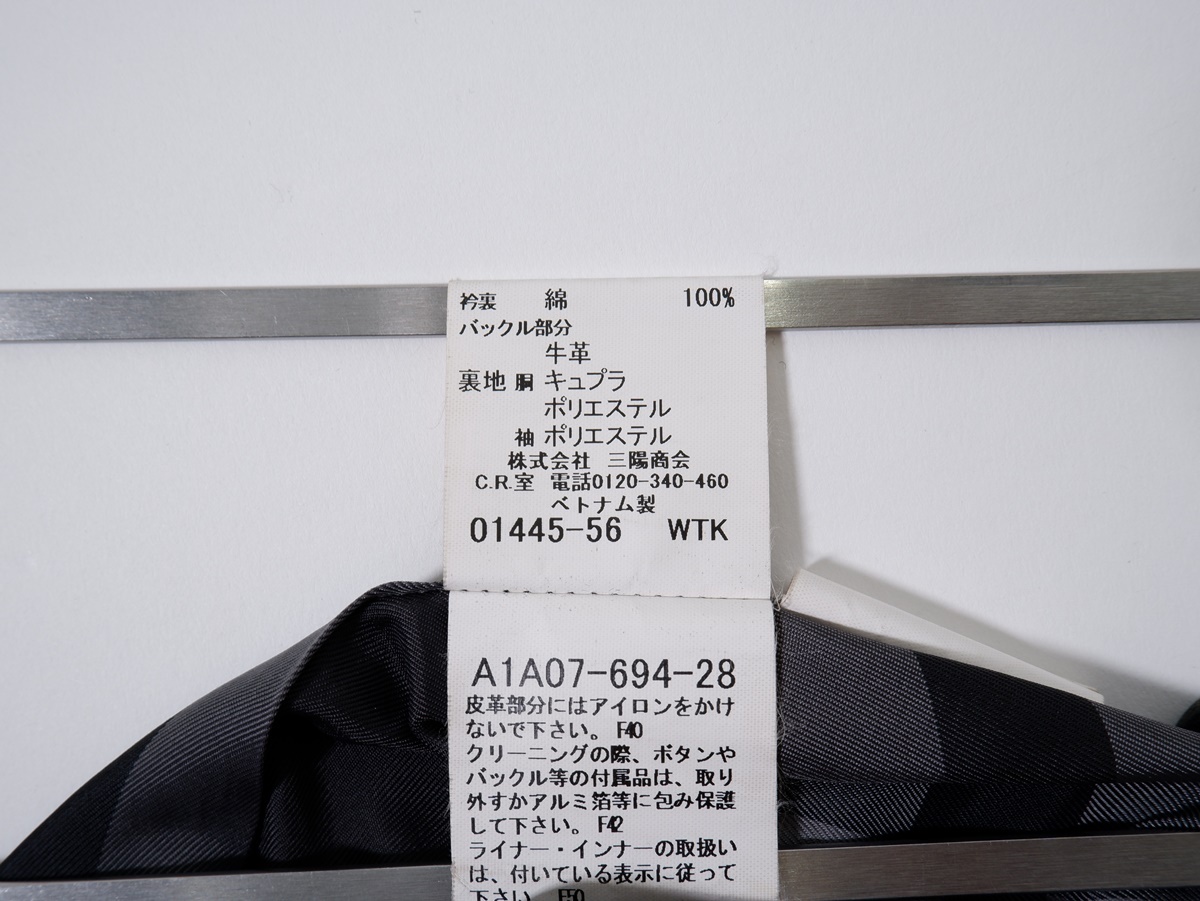 衿裏 綿 100%
バックル部分
牛革
裏地 胴 キュプラ
ポリエステル
袖 ポリエステル
株式会社 三陽商会
C.R.室 電話0120-340-460
ベトナム製
01445-56 WTK
A1A07-694-28
皮革部分にはアイロンをかけ
ないで下さい。 F40
クリーニングの際、ボタンや
バックル等の付属品は、取り
外すかアルミ箔等に包み保護
して下さい。 F42
ライナー・インナーの取扱い
は、付いている表示に従って
下さい。 F50